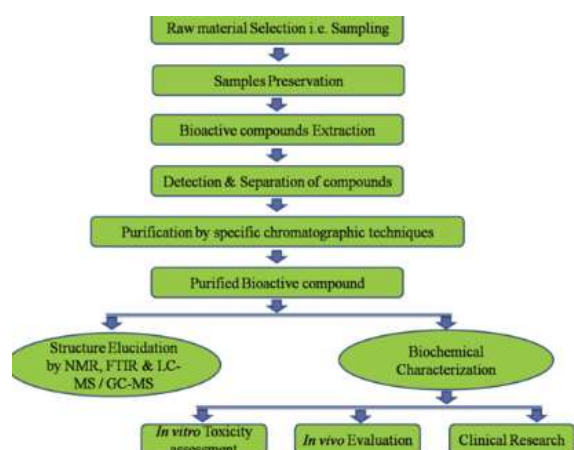 Raw material Selection i.e. Sampling
Samples Preservation
Bioactive compounds Extraction
Detection & Separation of compounds
Purification by specific chromatographic techniques
Purified Bioactive compound
Structure Elucidation
by NMR, FTIR & LC-
MS / GC-MS
Biochemical
Characterization
In vitro Toxicity
assessment
In vivo Evaluation
Clinical Research